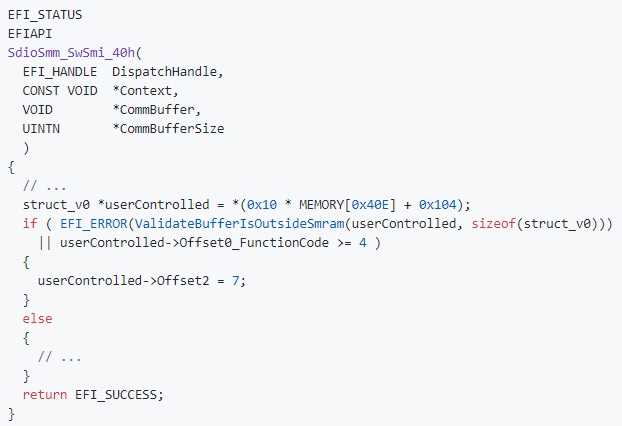 EFI_STATUS
EFIAPI
SdioSmm_SwSmi_40h(
  EFI_HANDLE  DispatchHandle,
  CONST VOID  *Context,
  VOID        *CommBuffer,
  UINTN       *CommBufferSize
  )
{
  // ...
  struct_v0 *userControlled = *(0x10 * MEMORY[0x40E] + 0x104);
  if ( EFI_ERROR(ValidateBufferIsOutsideSmram(userControlled, sizeof(struct_v0)))
    || userControlled->Offset0_FunctionCode >= 4 )
  {
    userControlled->Offset2 = 7;
  }
  else
  {
    // ...
  }
  return EFI_SUCCESS;
}